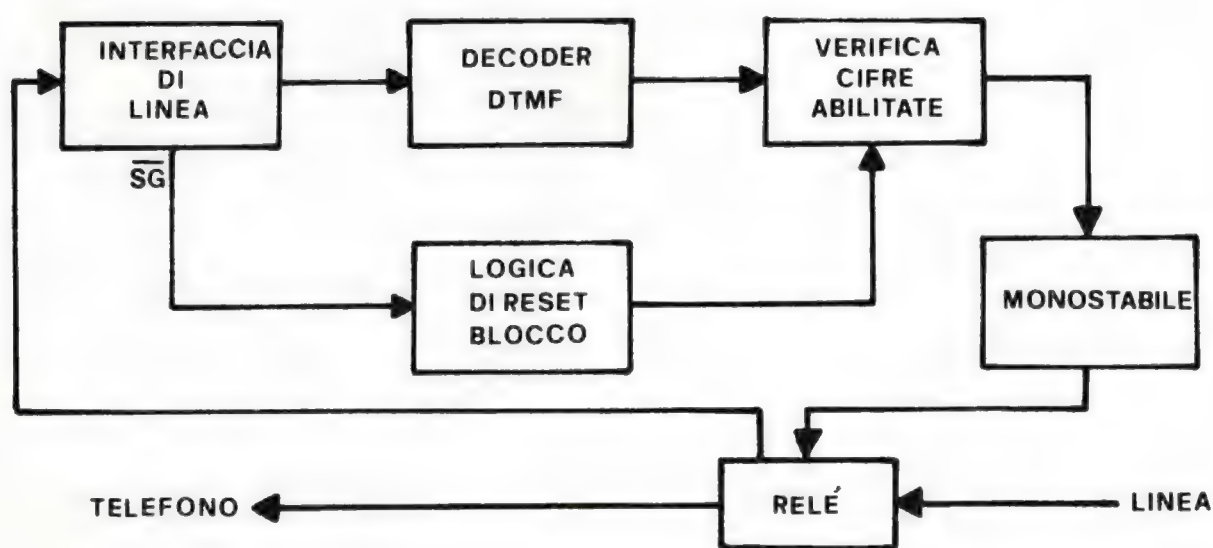 INTERFACCIA
DI
LINEA
DECODER
DTMF
VERIFICA
CIFRE
ABILITATE
SG
LOGICA
DI RESET
BLOCCO
MONOSTABILE
TELEFONO
RELÉ
LINEA